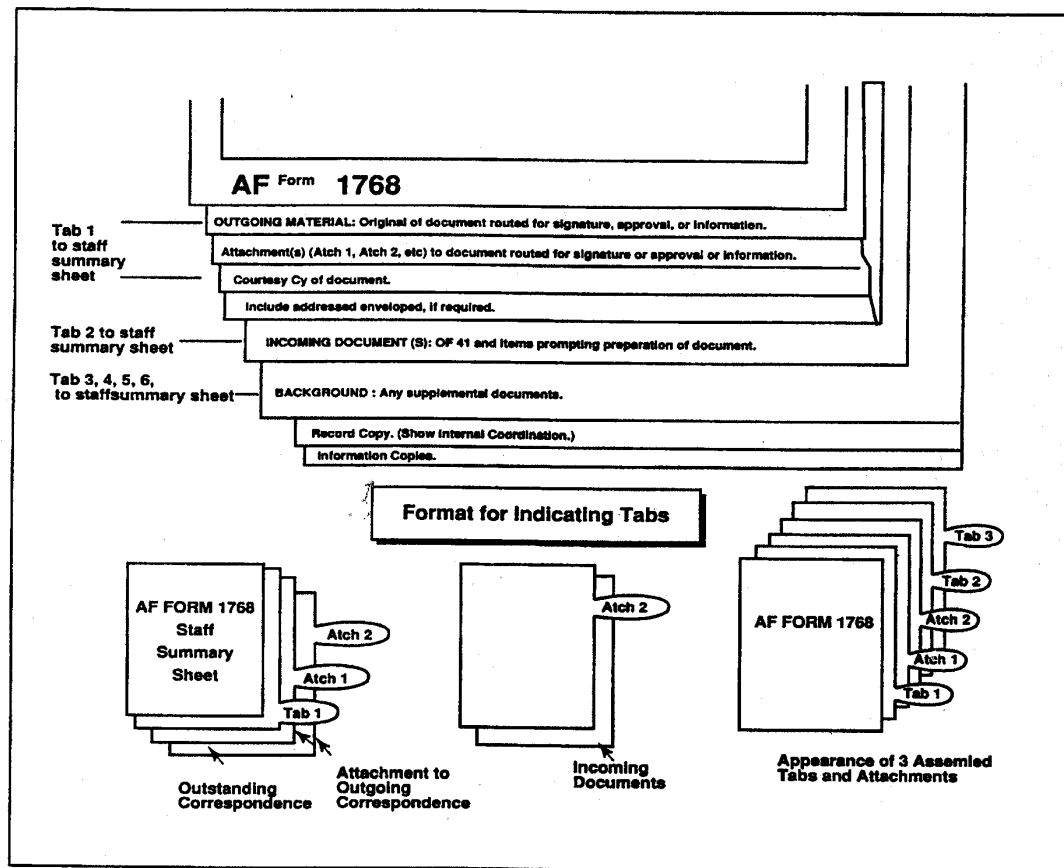 AF Form 1768
Tab 1
to staff
summary
sheet
OUTGOING MATERIAL: Original of document routed for signature, approval, or information.
Attachment(s) (Atch 1, Atch 2, etc) to document routed for signature or approval or information.
Courtesy Cy of document.
Include addressed enveloped, if required.
Tab 2 to staff
summary sheet
INCOMING DOCUMENT (S): OF 41 and items prompting preparation of document.
Tab 3, 4, 5, 6,
to staffsummary sheet
BACKGROUND : Any supplemental documents.
Record Copy. (Show Internal Coordination.)
Information Copies.
Format for Indicating Tabs
AF FORM 1768
Staff
Summary
Sheet
Atch 2
Atch 1
Tab 1
Outstanding
Correspondence
Attachment to
Outgoing
Correspondence
Atch 2
Incoming
Documents
AF FORM 1768
Tab 3
Tab 2
Atch 2
Atch 1
Tab 1
Appearance of 3 Assemled
Tabs and Attachments